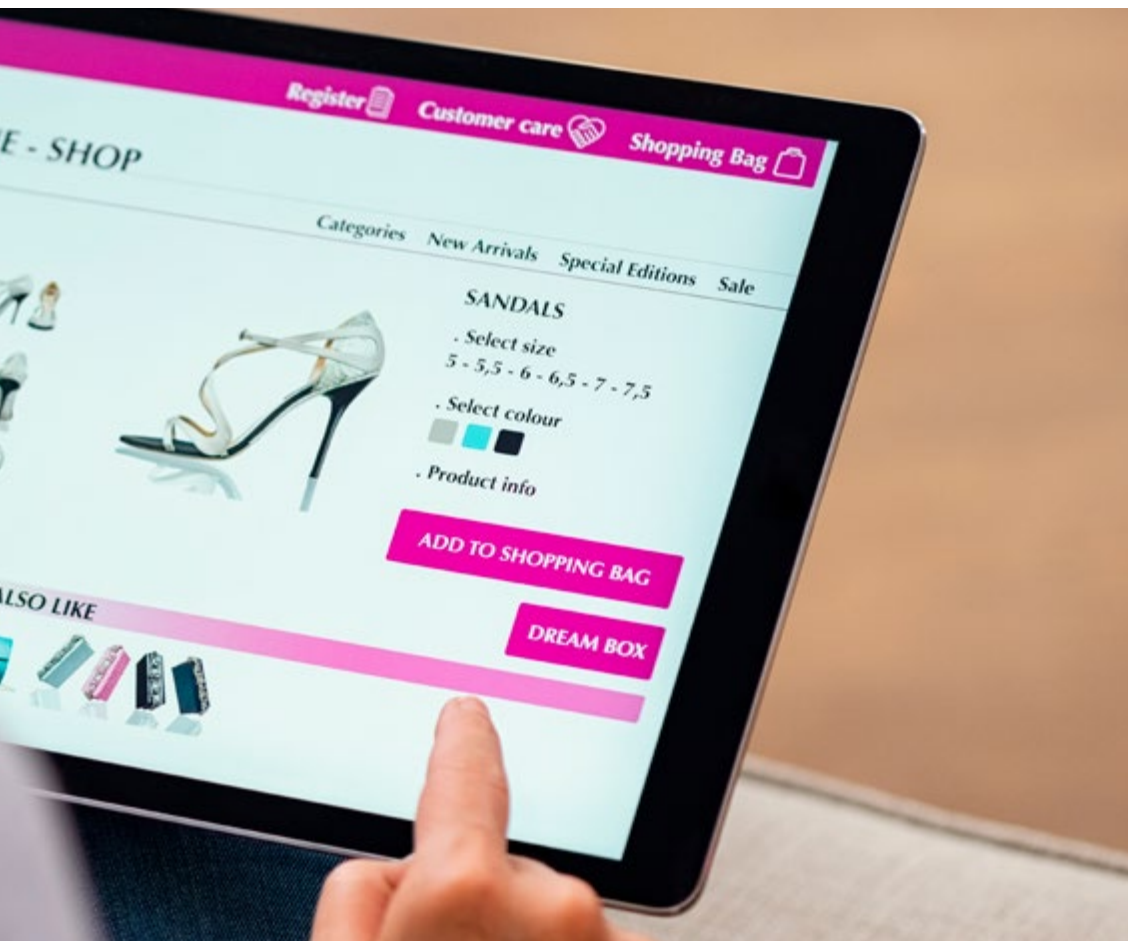 Register Customer care Shopping Bag
E - SHOP
Categories New Arrivals Special Editions Sale
SANDALS
. Select size
5 - 5,5 - 6 - 6,5 - 7 - 7,5
. Select colour
. Product info
ADD TO SHOPPING BAG
DREAM BOX
ALSO LIKE